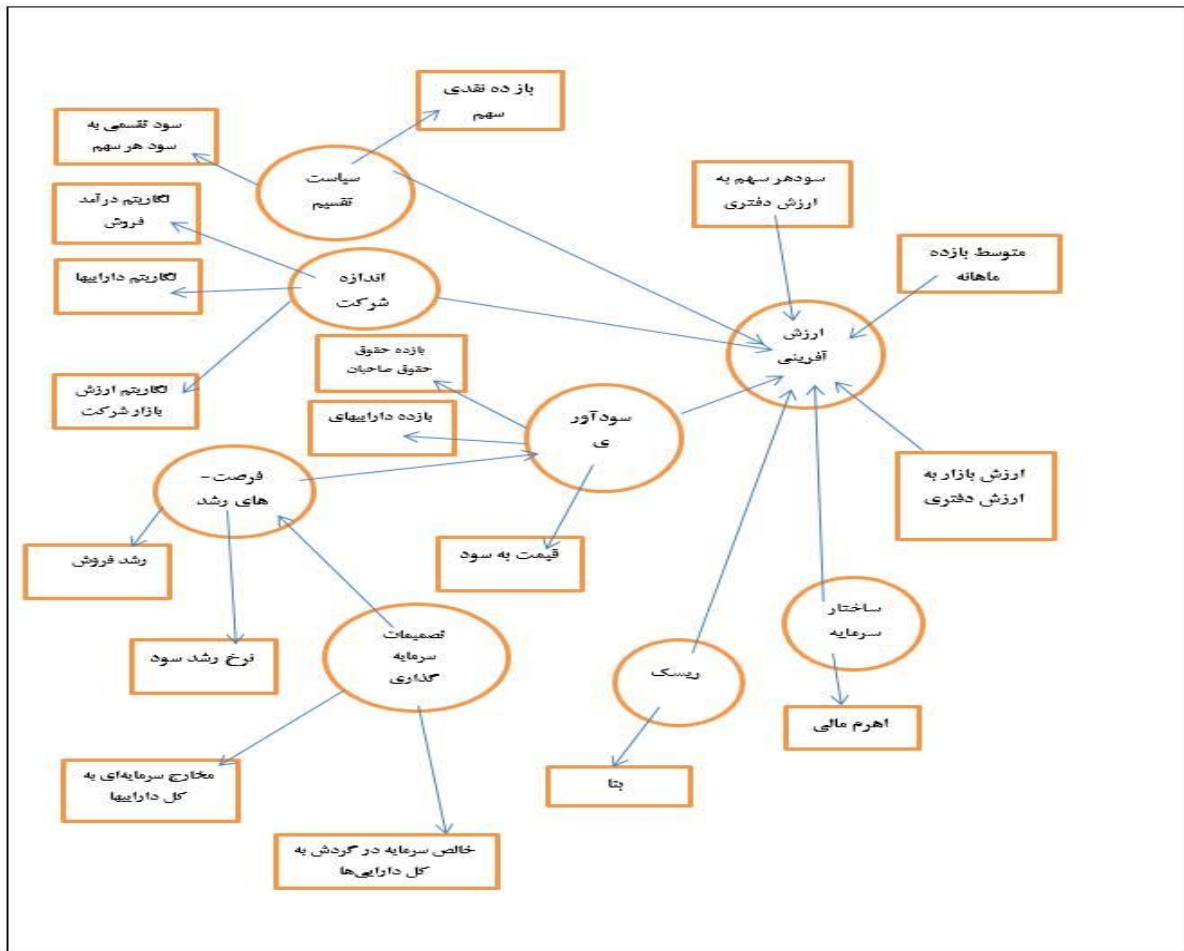 باز ده نقدی
سهم
سود تقسمی به
سود هر سهم
سیاست
تقسیم
سودهر سهم به
ارزش دفتری
لگاریتم درآمد
فروش
متوسط بازده
ماهانه
لگاریتم داراییها
اندازه
شرکت
ارزش
آفرینی
بازده حقوق
حقوق صاحبان
لگاریتم ارزش
بازار شرکت
بازده داراییهای
سودآور
ی
فرصت-
های رشد
ارزش بازار به
ارزش دفتری
رشد فروش
قیمت به سود
ساختار
سرمایه
تصمیمات
سرمایه
گذاری
نرخ رشد سود
ریسک
اهرم مالی
مخارج سرمایه‌ای به
کل داراییها
بتا
خالص سرمایه در گردش به
کل دارایی‌ها